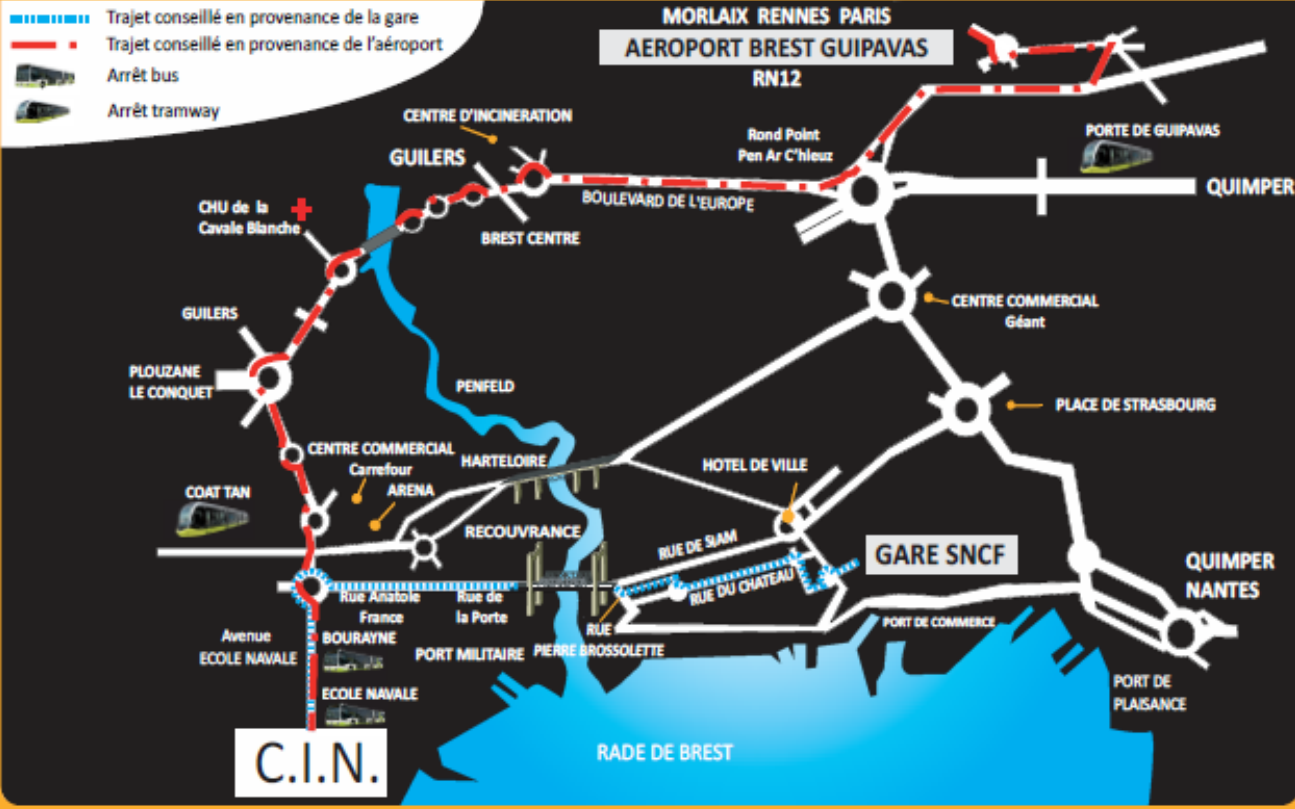 Trajet conseillé en provenance de la gare
Trajet conseillé en provenance de l'aéroport
Arrêt bus
Arrêt tramway
MORLAIX RENNES PARIS
AEROPORT BREST GUIPAVAS
RN12
CENTRE D'INCINERATION
GUILERS
Rond Point
Pen Ar C'hleuz
PORTE DE GUIPAVAS
QUIMPER
BOULEVARD DE L'EUROPE
CHU de la
Cavale Blanche
BREST CENTRE
CENTRE COMMERCIAL
Géant
GUILERS
PLOUZANE
LE CONQUET
PENFELD
PLACE DE STRASBOURG
CENTRE COMMERCIAL
Carrefour
HARTELOIRE
HOTEL DE VILLE
COAT TAN
ARENA
RECOUVRANCE
RUE DE SIAM
GARE SNCF
QUIMPER
NANTES
RUE DU CHATEAU
Rue Anatole
France
Rue de
la Porte
PORT DE COMMERCE
Avenue
ECOLE NAVALE
BOURAYNE
PORT MILITAIRE
RUE
PIERRE BROSSOLETTE
ECOLE NAVALE
PORT DE
PLAISANCE
C.I.N.
RADE DE BREST